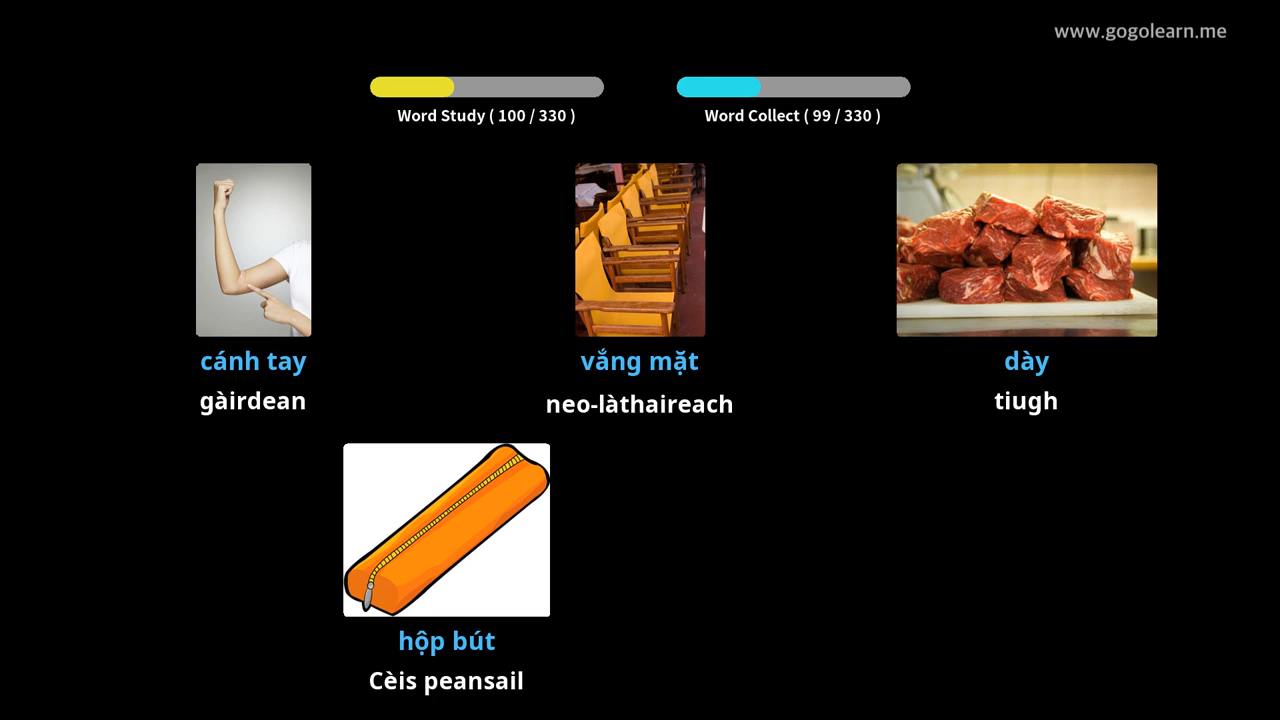 www.gogolearn.me
Word Study ( 100 / 330 )
Word Collect ( 99 / 330 )
cánh tay
gàirdean
vắng mặt
neo-làthaireach
dày
tiugh
hộp bút
Cèis peansail